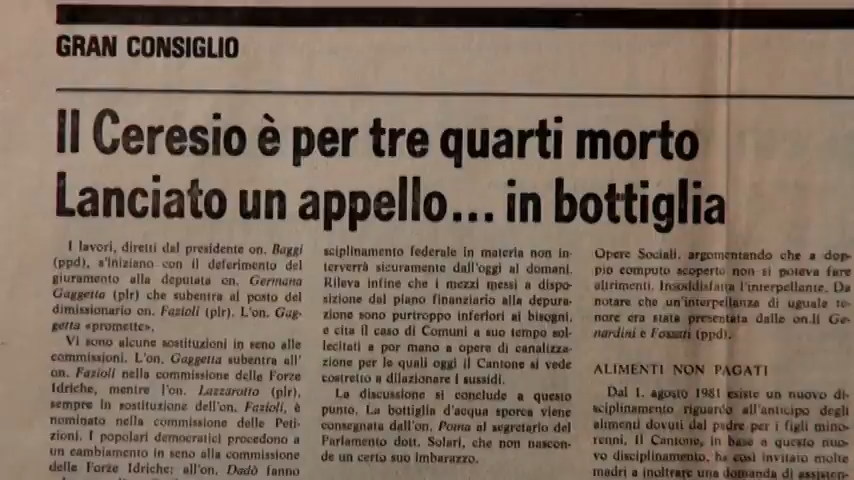 GRAN CONSIGLIO
Il Ceresio è per tre quarti morto
Lanciato un appello... in bottiglia
I lavori, diretti dal presidente on. Baggi
(ppd), s'iniziano con il deferimento del
giuramento alla deputata on. Germana
Gaggetta (plr) che subentra al posto del
dimissionario on. Fazioli (plr). L'on. Gag-
getta «promette».
Vi sono alcune sostituzioni in seno alle
commissioni. L'on. Gaggetta subentra all'
on. Fazioli nella commissione delle Forze
Idriche, mentre l'on. Lazzarotto (plr),
sempre in sostituzione dell'on. Fazioli, è
nominato nella commissione delle Peti-
zioni. I popolari democratici procedono a
un cambiamento in seno alla commissione
delle Forze Idriche: all'on. Dadò fanno
sciplinamento federale in materia non in-
terverrà sicuramente dall'oggi al domani.
Rileva infine che i mezzi messi a dispo-
sizione dal piano finanziario alla depura-
zione sono purtroppo inferiori ai bisogni,
e cita il caso di Comuni a suo tempo sol-
lecitati a por mano a opere di canalizza-
zione per le quali oggi il Cantone si vede
costretto a dilazionare i sussidi.
La discussione si conclude a questo
punto. La bottiglia d'acqua sporca viene
consegnata dall'on. Poma al segretario del
Parlamento dott. Solari, che non nascon-
de un certo suo imbarazzo.
Opere Sociali, argomentando che a dop-
pio computo scoperto non si poteva fare
altrimenti. Insoddisfatta l'interpellante. Da
notare che un'interpellanza di uguale te-
nore era stata presentata dalle on.li Ge-
nardini e Fossati (ppd).
ALIMENTI NON PAGATI
Dal 1. agosto 1981 esiste un nuovo di-
sciplinamento riguardo all'anticipo degli
alimenti dovuti dal padre per i figli mino-
renni. Il Cantone, in base a questo nuo-
vo disciplinamento, ha così invitato molte
madri a inoltrare una domanda di assisten-